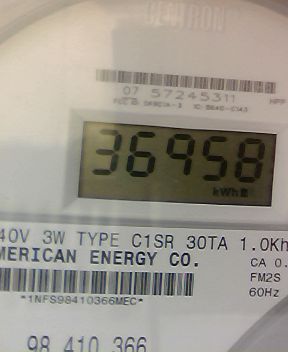 CENTRON
07 57245311
36958
kWh
40V 3W TYPE C1SR 30TA 1.0Kh
MERICAN ENERGY CO.
CA 0.
FM2S
60Hz
*1NFS98410366MEC*
98 410 366